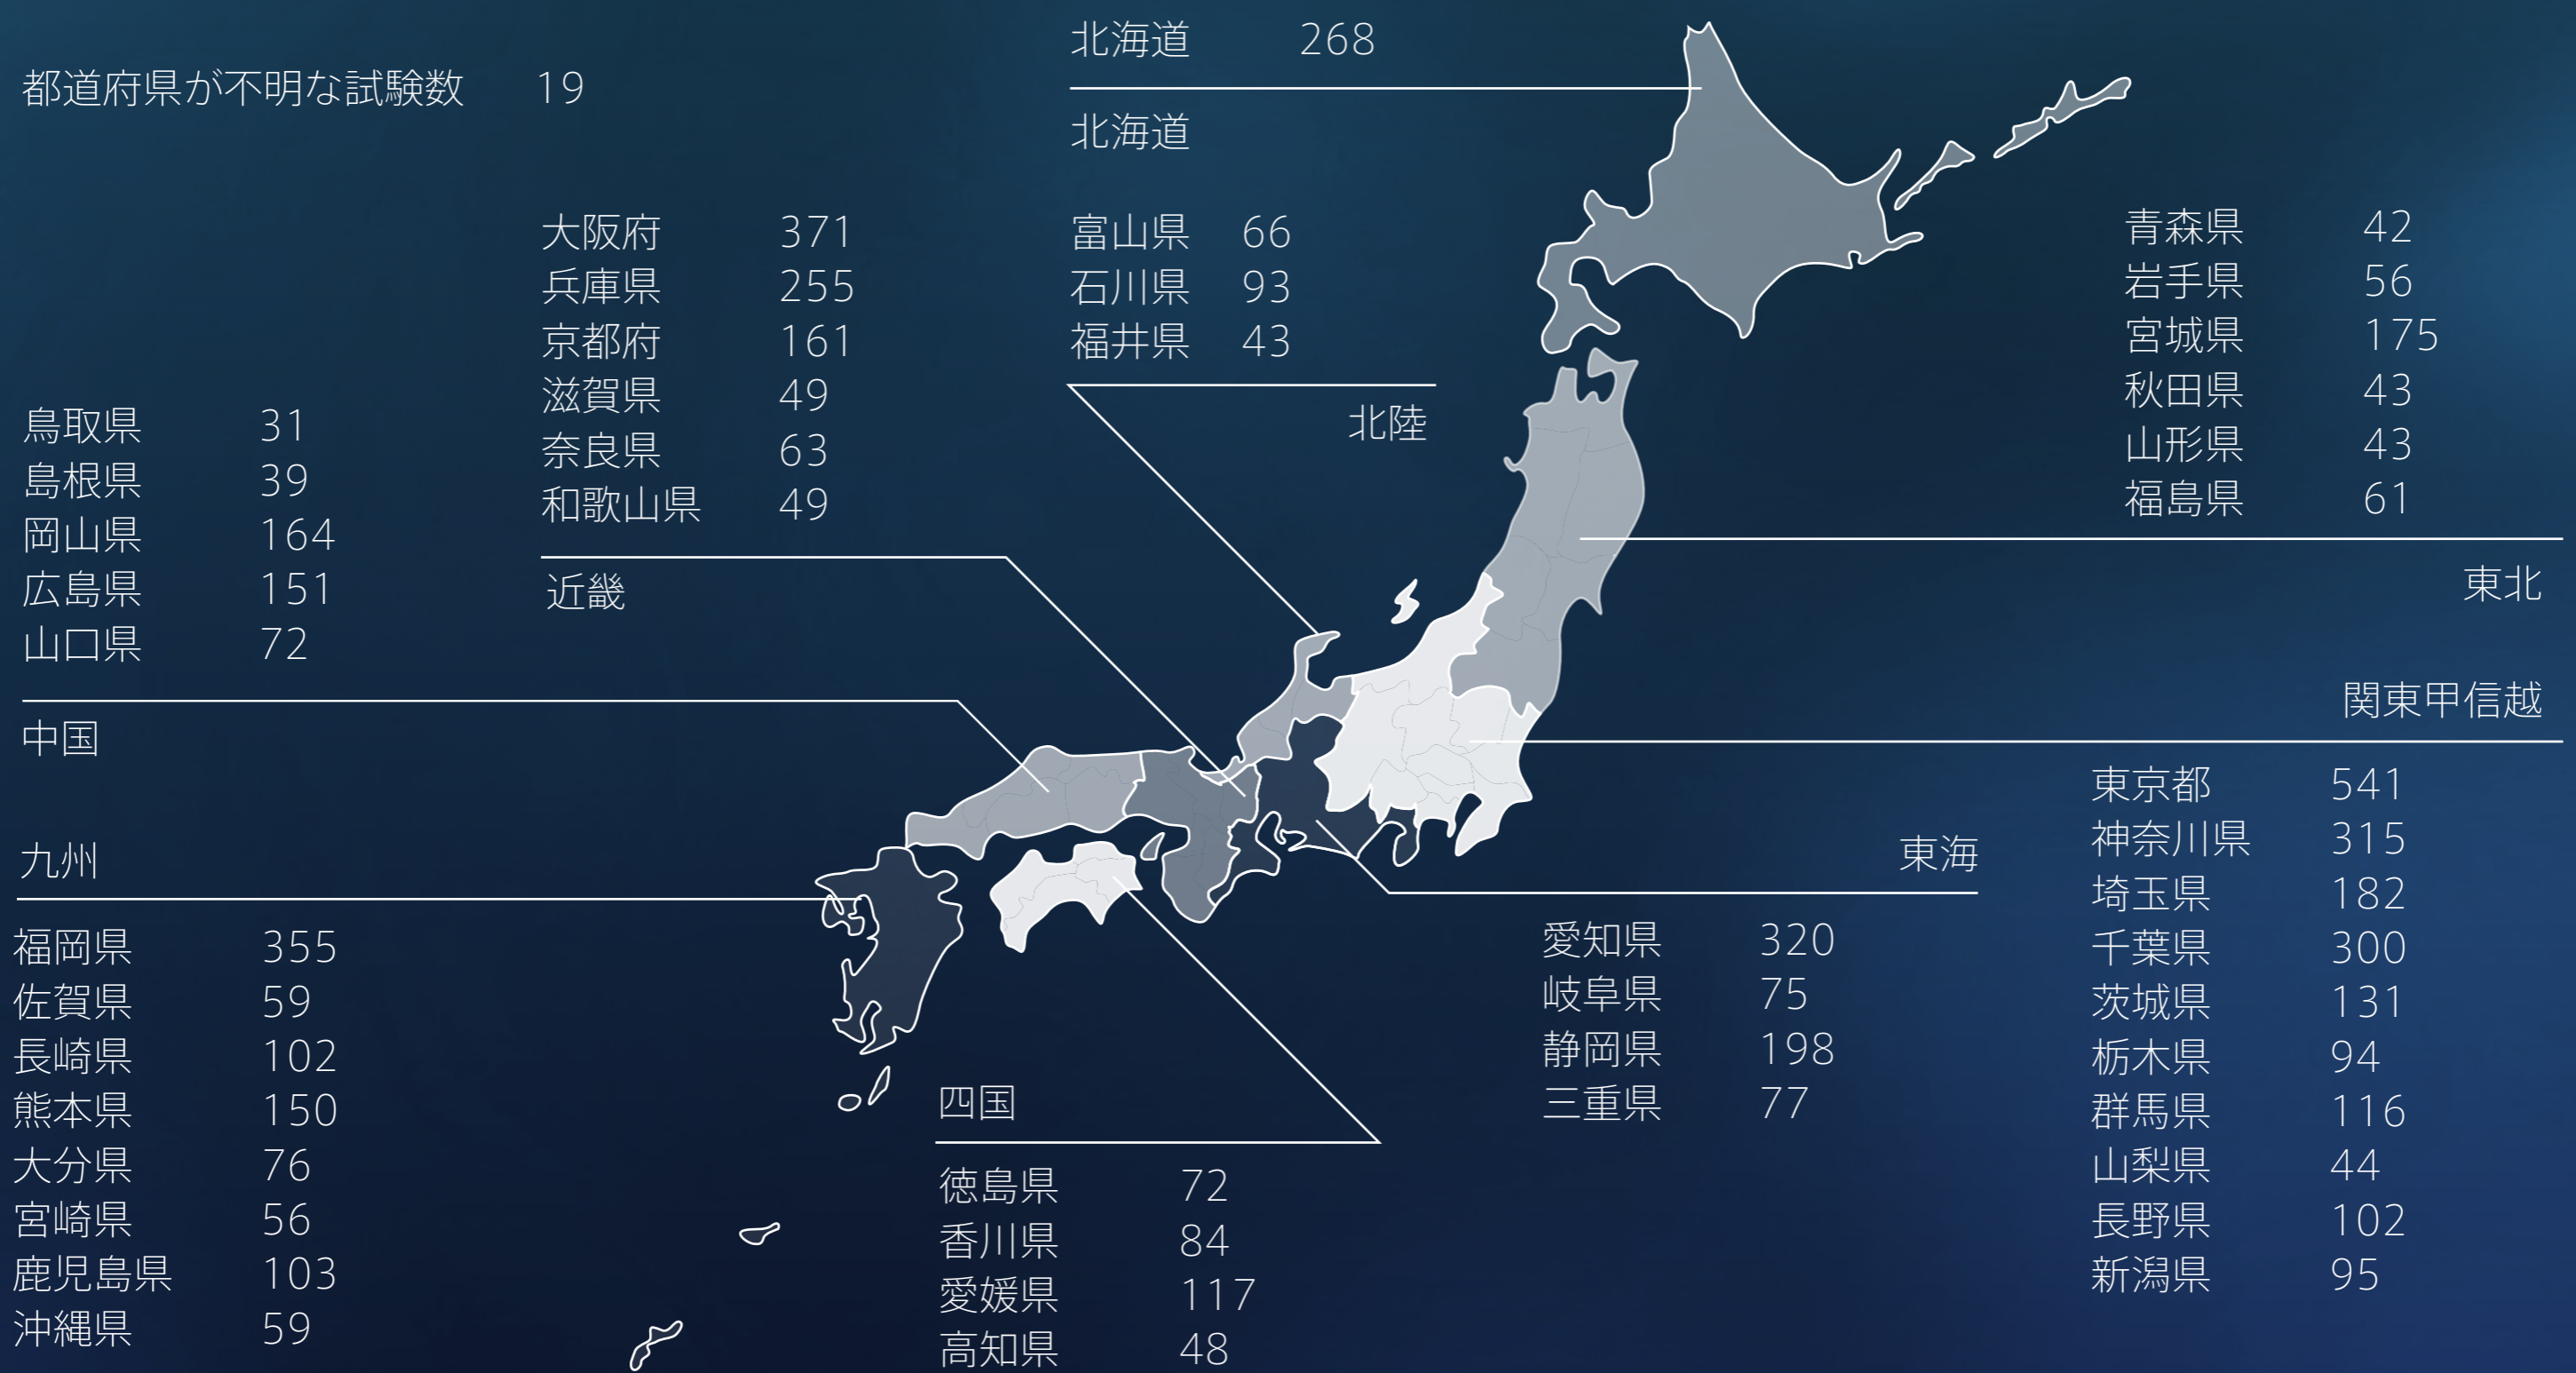 都道府県が不明な試験数 19
北海道 268
北海道
富山県 66
石川県 93
福井県 43
北陸
大阪府 371
兵庫県 255
京都府 161
滋賀県 49
奈良県 63
和歌山県 49
近畿
鳥取県 31
島根県 39
岡山県 164
広島県 151
山口県 72
中国
青森県 42
岩手県 56
宮城県 175
秋田県 43
山形県 43
福島県 61
東北
関東甲信越
東京都 541
神奈川県 315
埼玉県 182
千葉県 300
茨城県 131
栃木県 94
群馬県 116
山梨県 44
長野県 102
新潟県 95
東海
愛知県 320
岐阜県 75
静岡県 198
三重県 77
九州
福岡県 355
佐賀県 59
長崎県 102
熊本県 150
大分県 76
宮崎県 56
鹿児島県 103
沖縄県 59
四国
徳島県 72
香川県 84
愛媛県 117
高知県 48